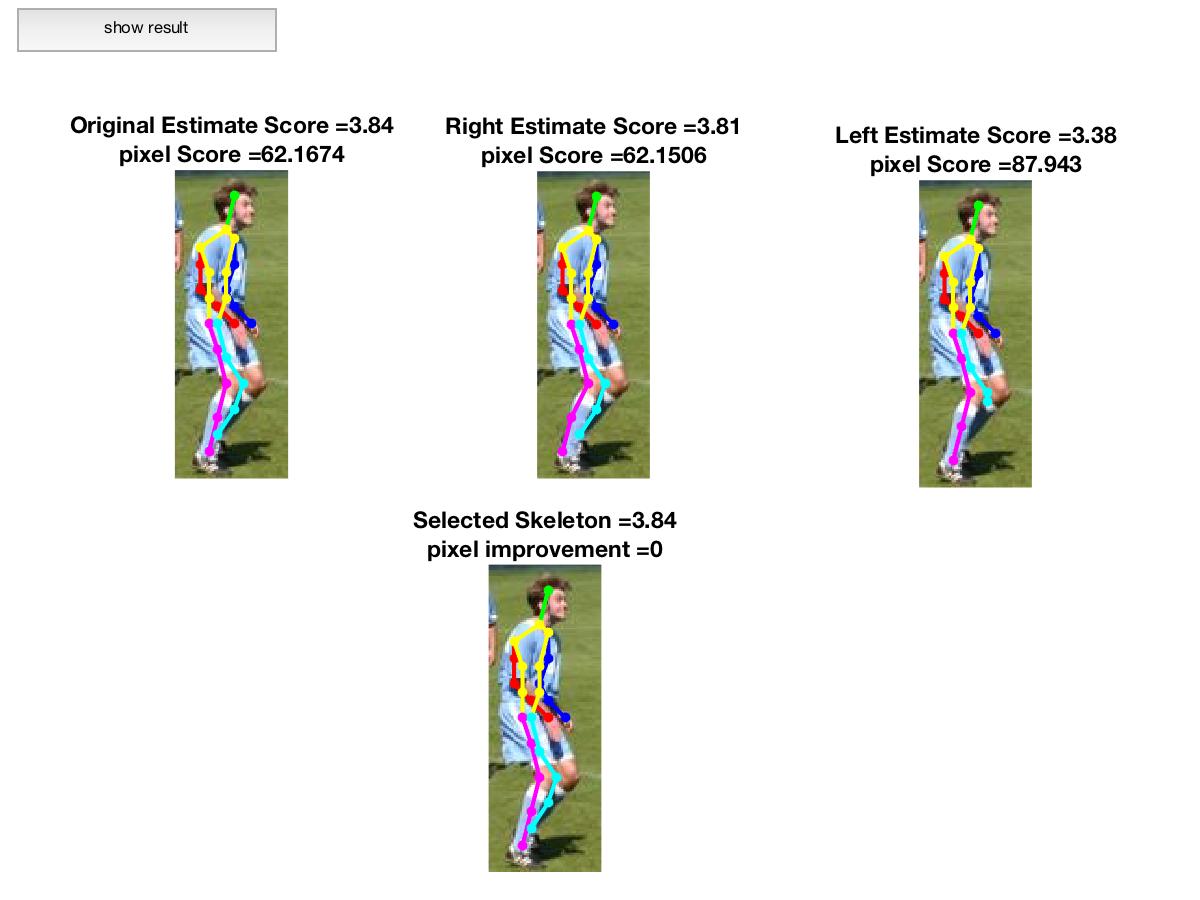 show result
Original Estimate Score =3.84
pixel Score =62.1674
Right Estimate Score =3.81
pixel Score =62.1506
Left Estimate Score =3.38
pixel Score =87.943
Selected Skeleton =3.84
pixel improvement =0